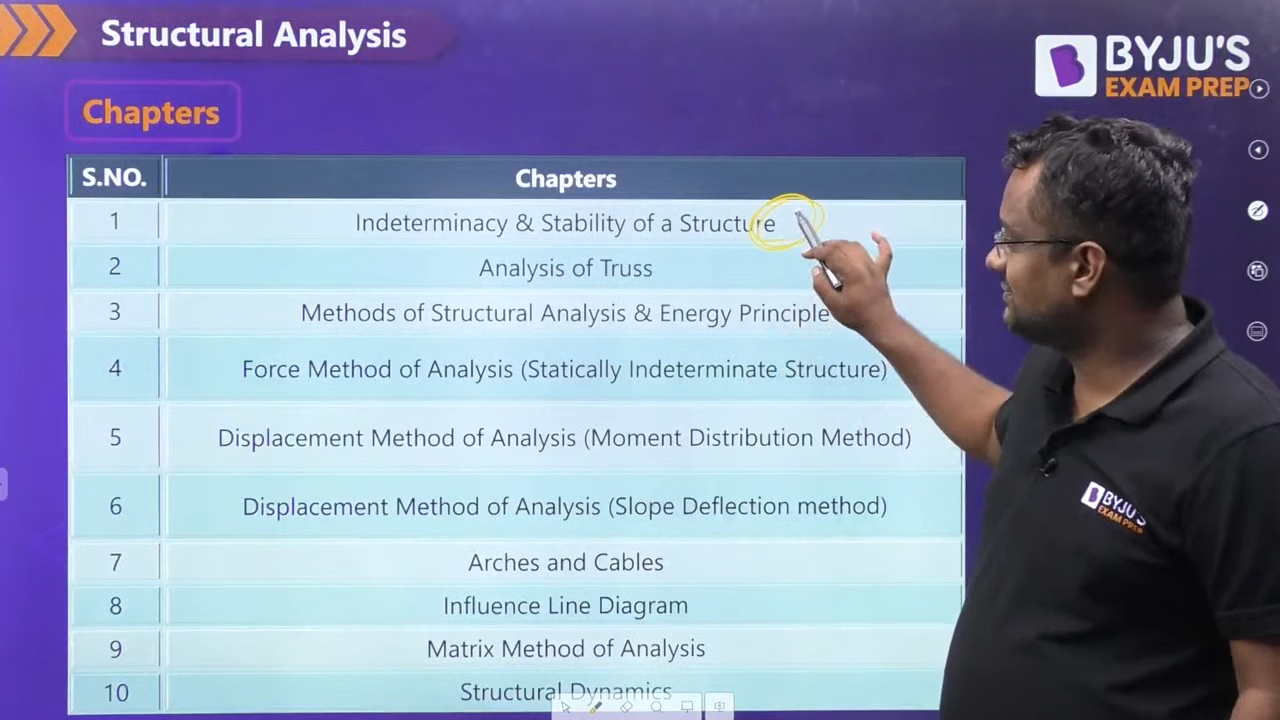 Structural Analysis
BYJU'S
EXAM PREP
Chapters
S.NO. Chapters
1 Indeterminacy & Stability of a Structure
2 Analysis of Truss
3 Methods of Structural Analysis & Energy Principle
4 Force Method of Analysis (Statically Indeterminate Structure)
5 Displacement Method of Analysis (Moment Distribution Method)
6 Displacement Method of Analysis (Slope Deflection method)
7 Arches and Cables
8 Influence Line Diagram
9 Matrix Method of Analysis
10 Structural Dynamics
BYJU'S
EXAM PREP